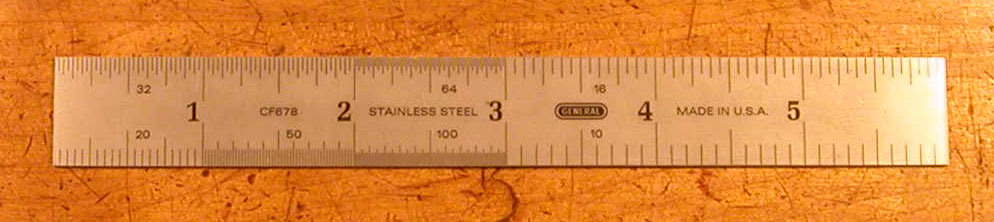 32 64 16
1 CF678 2 STAINLESS STEEL 3 GENERAL 4 MADE IN U.S.A. 5
20 50 100 10